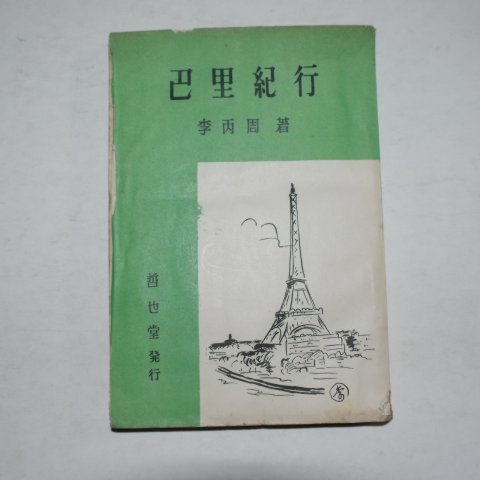 巴里紀行
李丙周 著
哲也堂 発行